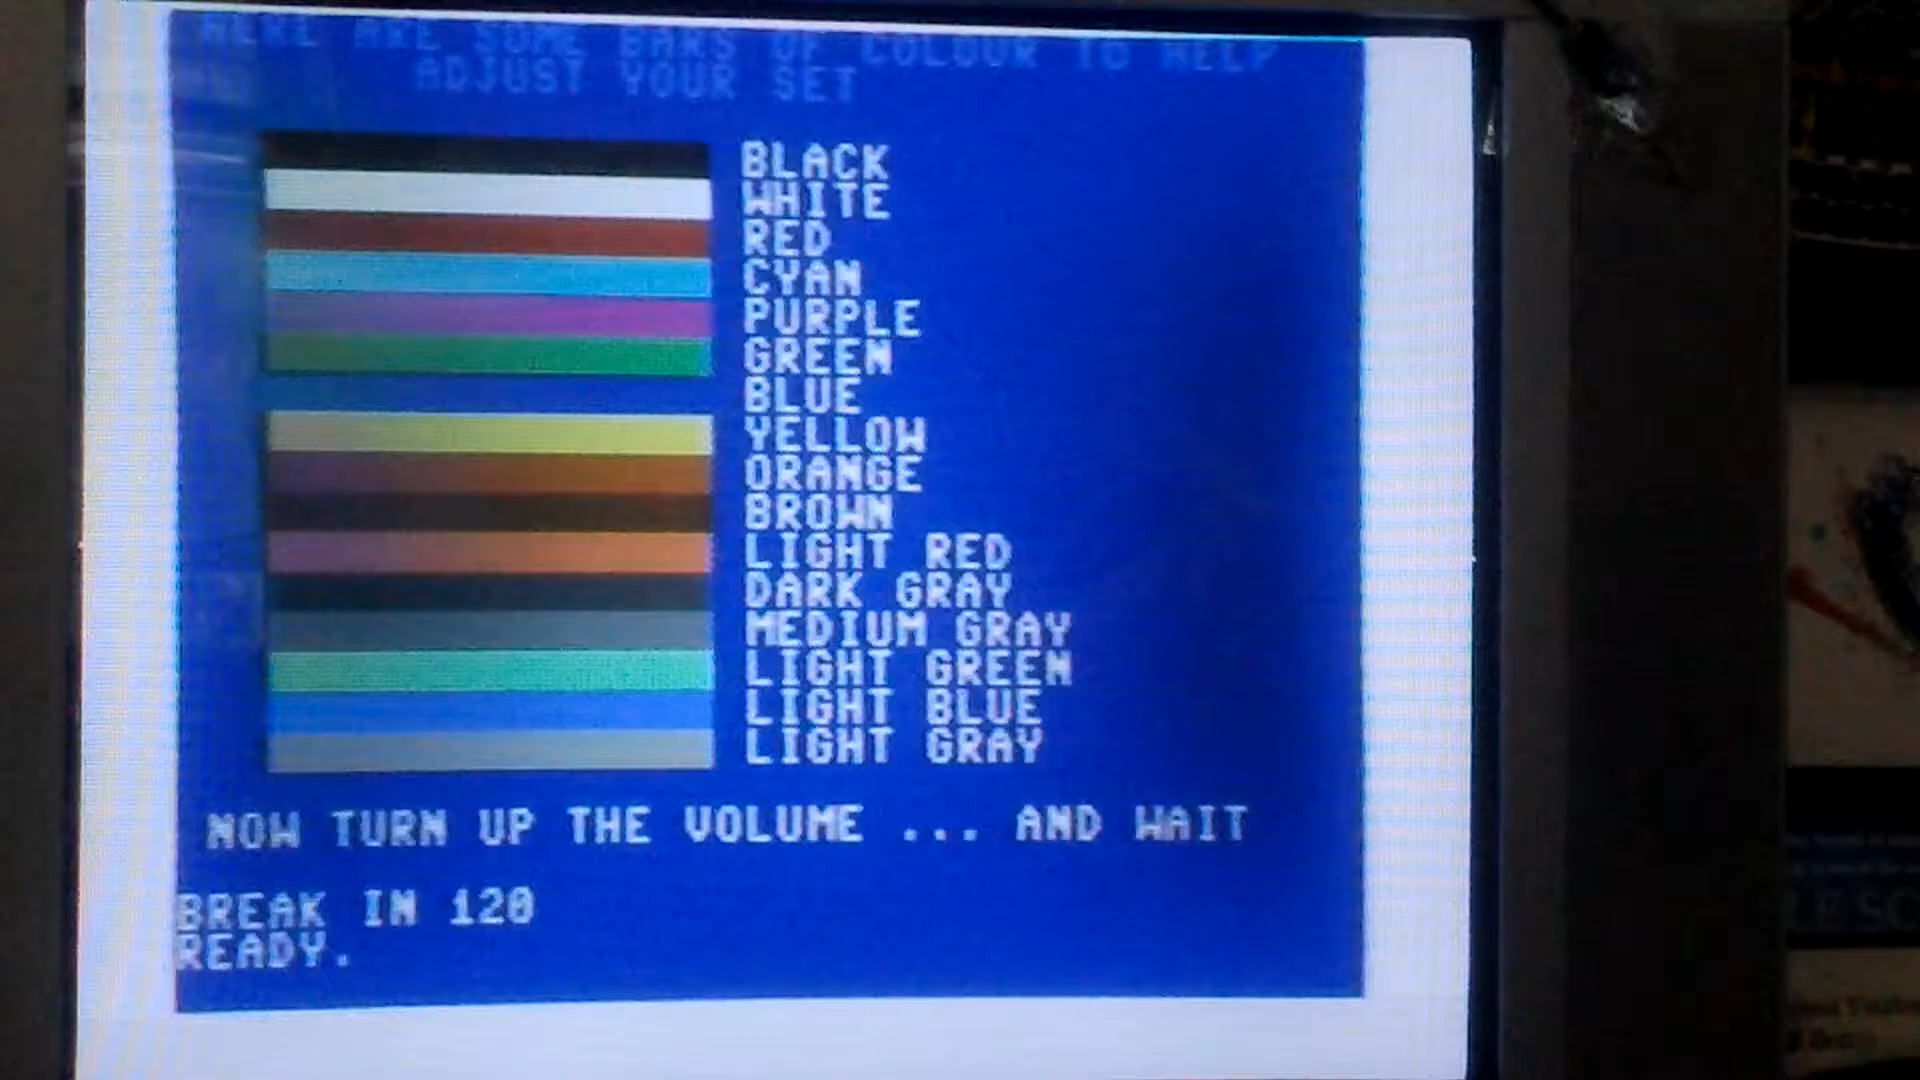 HERE ARE SOME BARS OF COLOUR TO HELP
ADJUST YOUR SET
BLACK
WHITE
RED
CYAN
PURPLE
GREEN
BLUE
YELLOW
ORANGE
BROWN
LIGHT RED
DARK GRAY
MEDIUM GRAY
LIGHT GREEN
LIGHT BLUE
LIGHT GRAY
NOW TURN UP THE VOLUME ... AND WAIT
BREAK IN 120
READY.